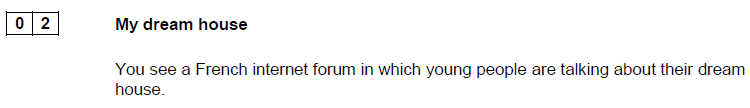 0 2 My dream house
You see a French internet forum in which young people are talking about their dream
house.